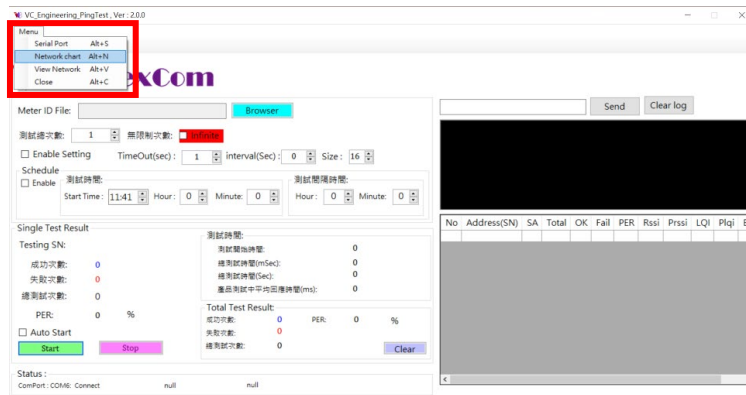 VC_Engineering_PingTest , Ver : 2.0.0
Menu
Serial Port Alt+S
Network chart Alt+N
View Network Alt+V
Close Alt+C
exCom
Meter ID File: Browser
Send Clear log
測試總次數: 1 無限制次數: Infinite
Enable Setting TimeOut(sec) : 1 interval(Sec) : 0 Size : 16
Schedule
Enable 測試時間: 測試間隔時間:
Start Time : 11:41 Hour: 0 Minute: 0 Hour: 0 Minute: 0
No Address(SN) SA Total OK Fail PER Rssi Prssi LQI Plqi
Single Test Result
Testing SN:
成功次數: 0
失敗次數: 0
總測試次數: 0
PER: 0 %
Auto Start
Start Stop
測試時間:
測試開始時間: 0
總測試時間(mSec): 0
總測試時間(Sec): 0
產品測試中平均回應時間(ms): 0
Total Test Result:
成功次數: 0 PER: 0 %
失敗次數: 0
總測試次數: 0
Clear
Status :
ComPort : COM6; Connect null null